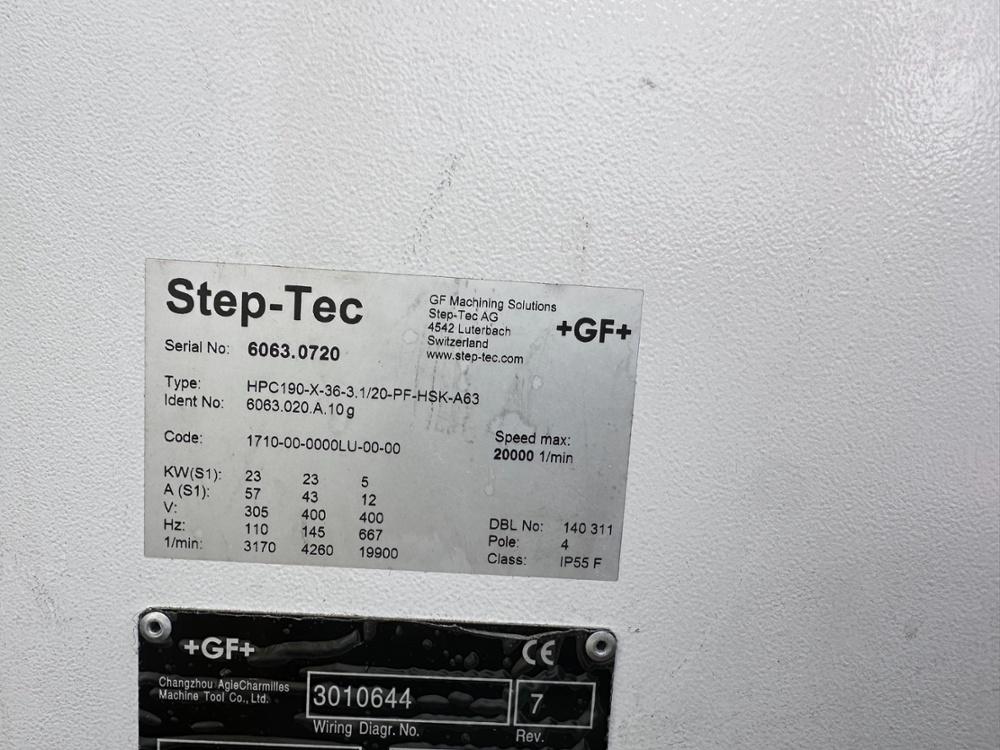 Step-Tec
GF Machining Solutions
Step-Tec AG
4542 Luterbach
Switzerland
www.step-tec.com
+GF+
Serial No: 6063.0720
Type: HPC190-X-36-3.1/20-PF-HSK-A63
Ident No: 6063.020.A.10g
Code: 1710-00-0000LU-00-00
Speed max:
20000 1/min
KW(S1): 23 23 5
A (S1): 57 43 12
V: 305 400 400
Hz: 110 145 667
1/min: 3170 4260 19900
DBL No: 140 311
Pole: 4
Class: IP55 F
+GF+
CE
Changzhou AgieCharmilles
Machine Tool Co., Ltd.
3010644
7
Wiring Diagr. No.
Rev.